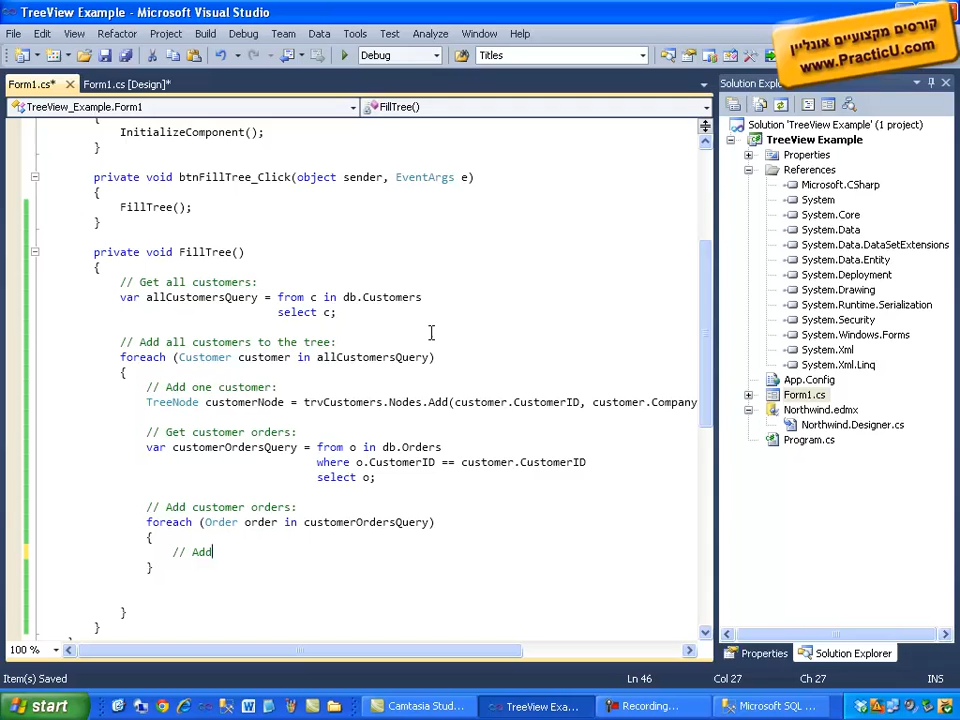 TreeView Example - Microsoft Visual Studio
קורסים מקצועיים אונליין
www.PracticU.com
File Edit View Refactor Project Build Debug Team Data Tools Test Analyze Window Help
Debug Titles
Form1.cs* Form1.cs [Design]*
TreeView_Example.Form1 FillTree()
{
InitializeComponent();
}
private void btnFillTree_Click(object sender, EventArgs e)
{
FillTree();
}
private void FillTree()
{
// Get all customers:
var allCustomersQuery = from c in db.Customers
select c;
// Add all customers to the tree:
foreach (Customer customer in allCustomersQuery)
{
// Add one customer:
TreeNode customerNode = trvCustomers.Nodes.Add(customer.CustomerID, customer.Company
// Get customer orders:
var customerOrdersQuery = from o in db.Orders
where o.CustomerID == customer.CustomerID
select o;
// Add customer orders:
foreach (Order order in customerOrdersQuery)
{
// Add
}
}
}
100 %
Solution Explo
Solution 'TreeView Example' (1 project)
TreeView Example
Properties
References
Microsoft.CSharp
System
System.Core
System.Data
System.Data.DataSetExtensions
System.Data.Entity
System.Deployment
System.Drawing
System.Runtime.Serialization
System.Security
System.Windows.Forms
System.Xml
System.Xml.Linq
App.Config
Form1.cs
Northwind.edmx
Northwind.Designer.cs
Program.cs
Properties Solution Explorer
Item(s) Saved Ln 46 Col 27 Ch 27 INS
start Camtasia Stud... TreeView Exa... Recording... Microsoft SQL ...